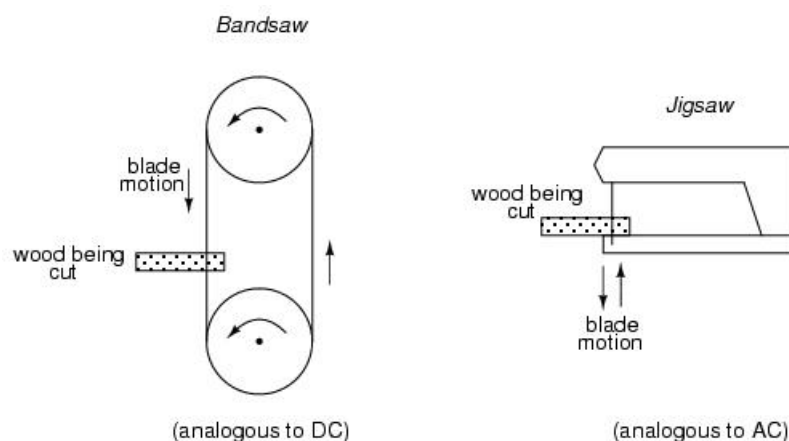 Bandsaw
blade
motion
wood being
cut
(analogous to DC)
Jigsaw
wood being
cut
blade
motion
(analogous to AC)